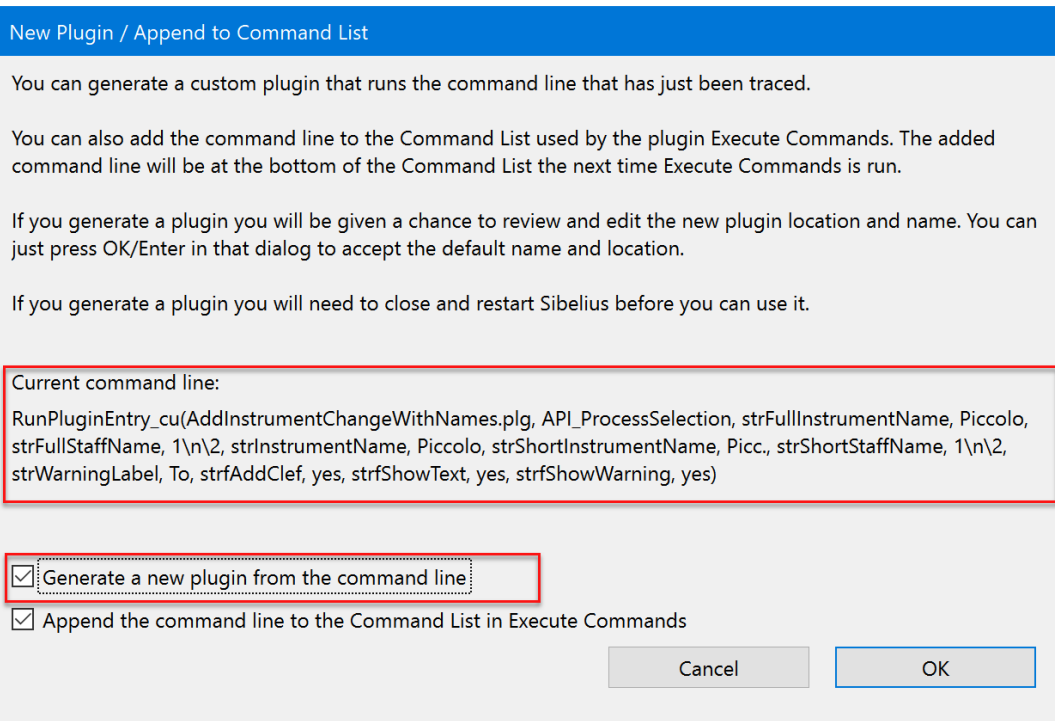 New Plugin / Append to Command List
You can generate a custom plugin that runs the command line that has just been traced.
You can also add the command line to the Command List used by the plugin Execute Commands. The added
command line will be at the bottom of the Command List the next time Execute Commands is run.
If you generate a plugin you will be given a chance to review and edit the new plugin location and name. You can
just press OK/Enter in that dialog to accept the default name and location.
If you generate a plugin you will need to close and restart Sibelius before you can use it.
Current command line:
RunPluginEntry_cu(AddInstrumentChangeWithNames.plg, API_ProcessSelection, strFullInstrumentName, Piccolo,
strFullStaffName, 1\n\2, strInstrumentName, Piccolo, strShortInstrumentName, Picc., strShortStaffName, 1\n\2,
strWarningLabel, To, strfAddClef, yes, strfShowText, yes, strfShowWarning, yes)
Generate a new plugin from the command line
Append the command line to the Command List in Execute Commands
Cancel OK